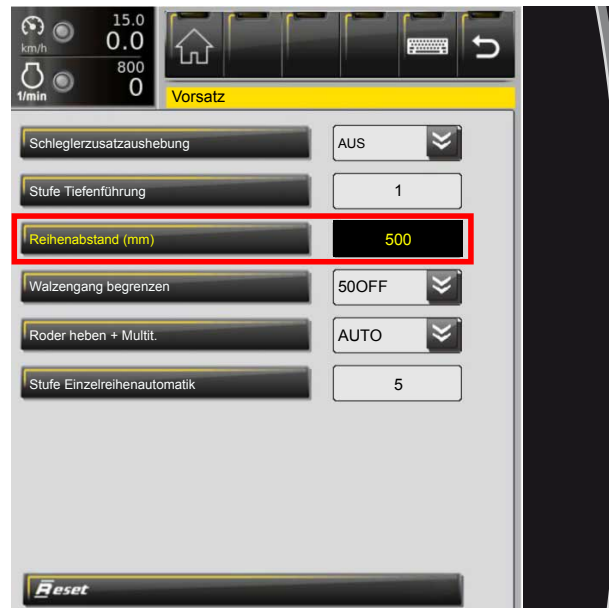 15.0
km/h 0.0
800
1/min 0
Vorsatz
Schleglerzusatzaushebung AUS
Stufe Tiefenführung 1
Reihenabstand (mm) 500
Walzengang begrenzen 50OFF
Roder heben + Multit. AUTO
Stufe Einzelreihenautomatik 5
Reset